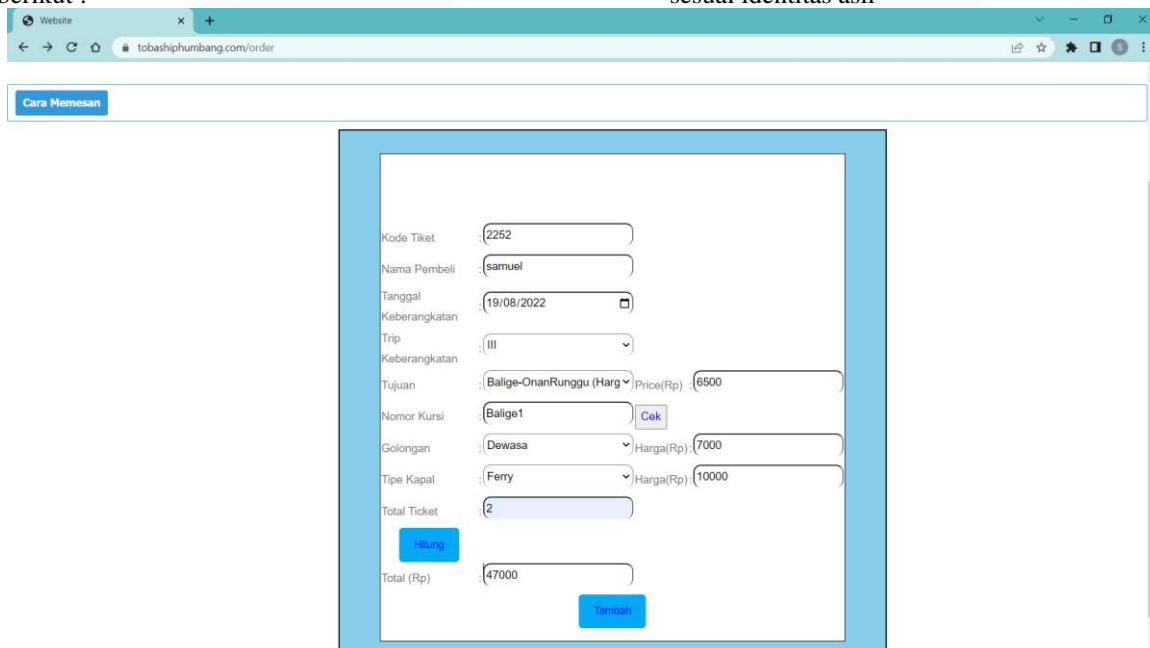 berikut :
sesuai identitas asli
Website
tobashiphumbang.com/order
S
Cara Memesan
Kode Tiket : 2252
Nama Pembeli : samuel
Tanggal
Keberangkatan : 19/08/2022
Trip
Keberangkatan : III
Tujuan : Balige-OnanRunggu (Harg Price(Rp) : 6500
Nomor Kursi : Balige1 Cek
Golongan : Dewasa Harga(Rp): 7000
Tipe Kapal : Ferry Harga(Rp): 10000
Total Ticket : 2
Hitung
Total (Rp) : 47000
Tambah